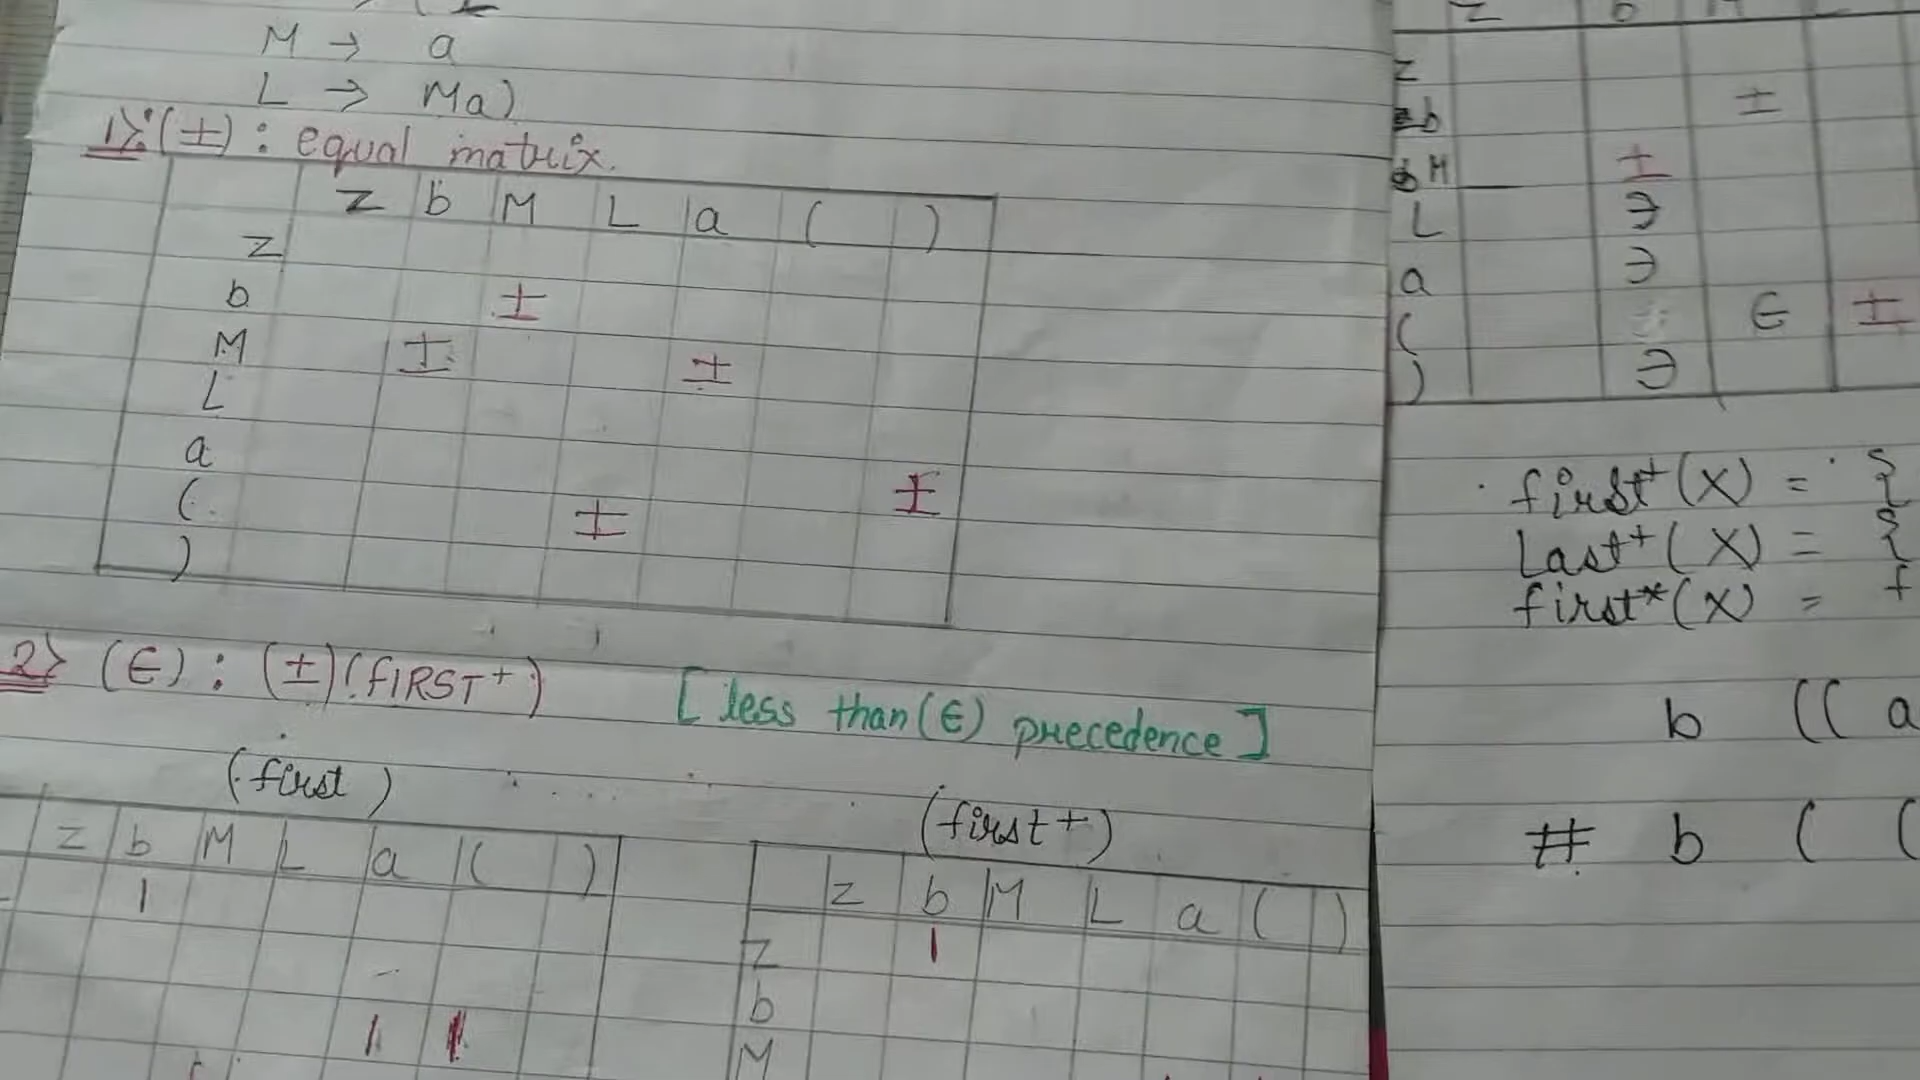 M → a
L → Ma)
1) (±) : equal matrix.
z b M L a ( )
z
b ±
M ± ±
L
a ±
( ±
)
2) (∈) : (±)(FIRST+) [less than(∈) precedence]
(first)
z b M L a ( )
1
1 1
(first+)
z b M L a ( )
z 1
b
M
z b M
z
b ±
M ±
L ∋
a ∋
( ∈ ±
) ∋
first+(X) = {
Last+(X) = {
first*(X) = f
b (( a
# b ( (